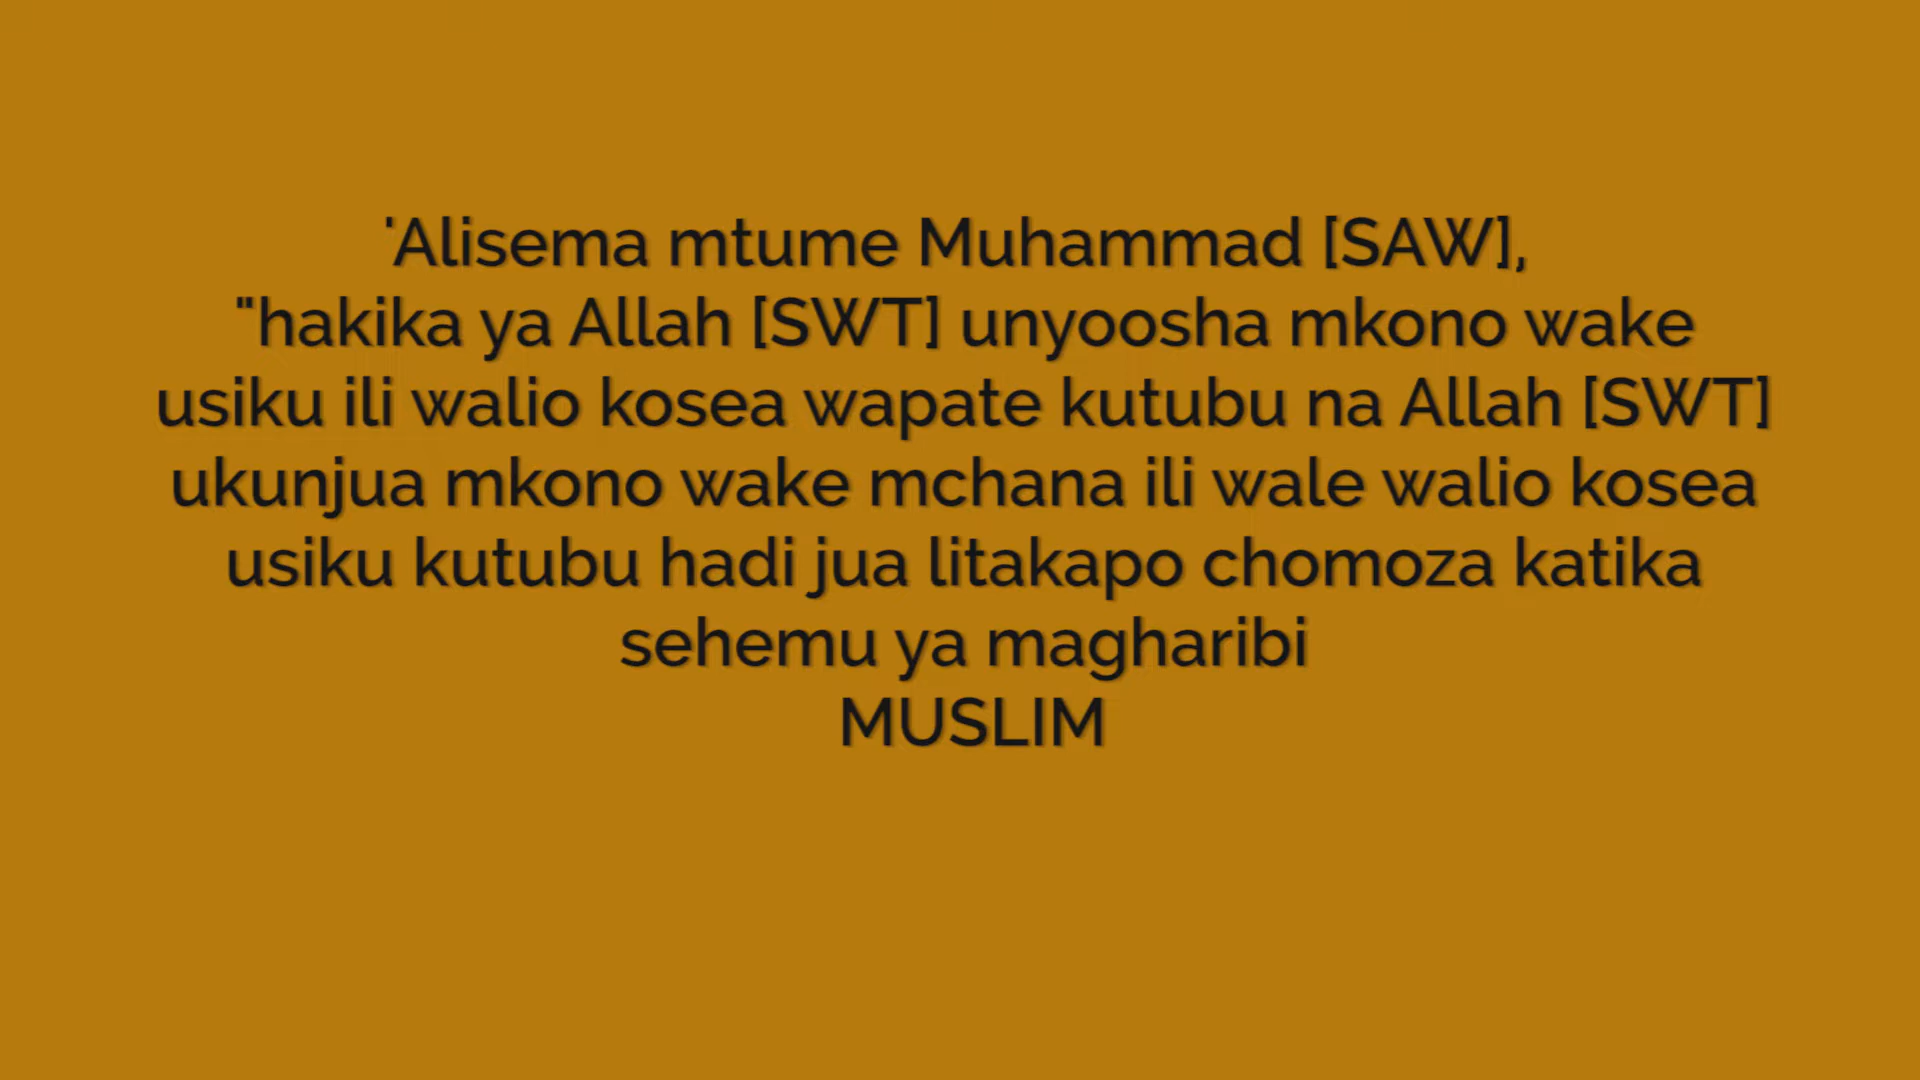 'Alisema mtume Muhammad [SAW],
"hakika ya Allah [SWT] unyoosha mkono wake
usiku ili walio kosea wapate kutubu na Allah [SWT]
ukunjua mkono wake mchana ili wale walio kosea
usiku kutubu hadi jua litakapo chomoza katika
sehemu ya magharibi
MUSLIM